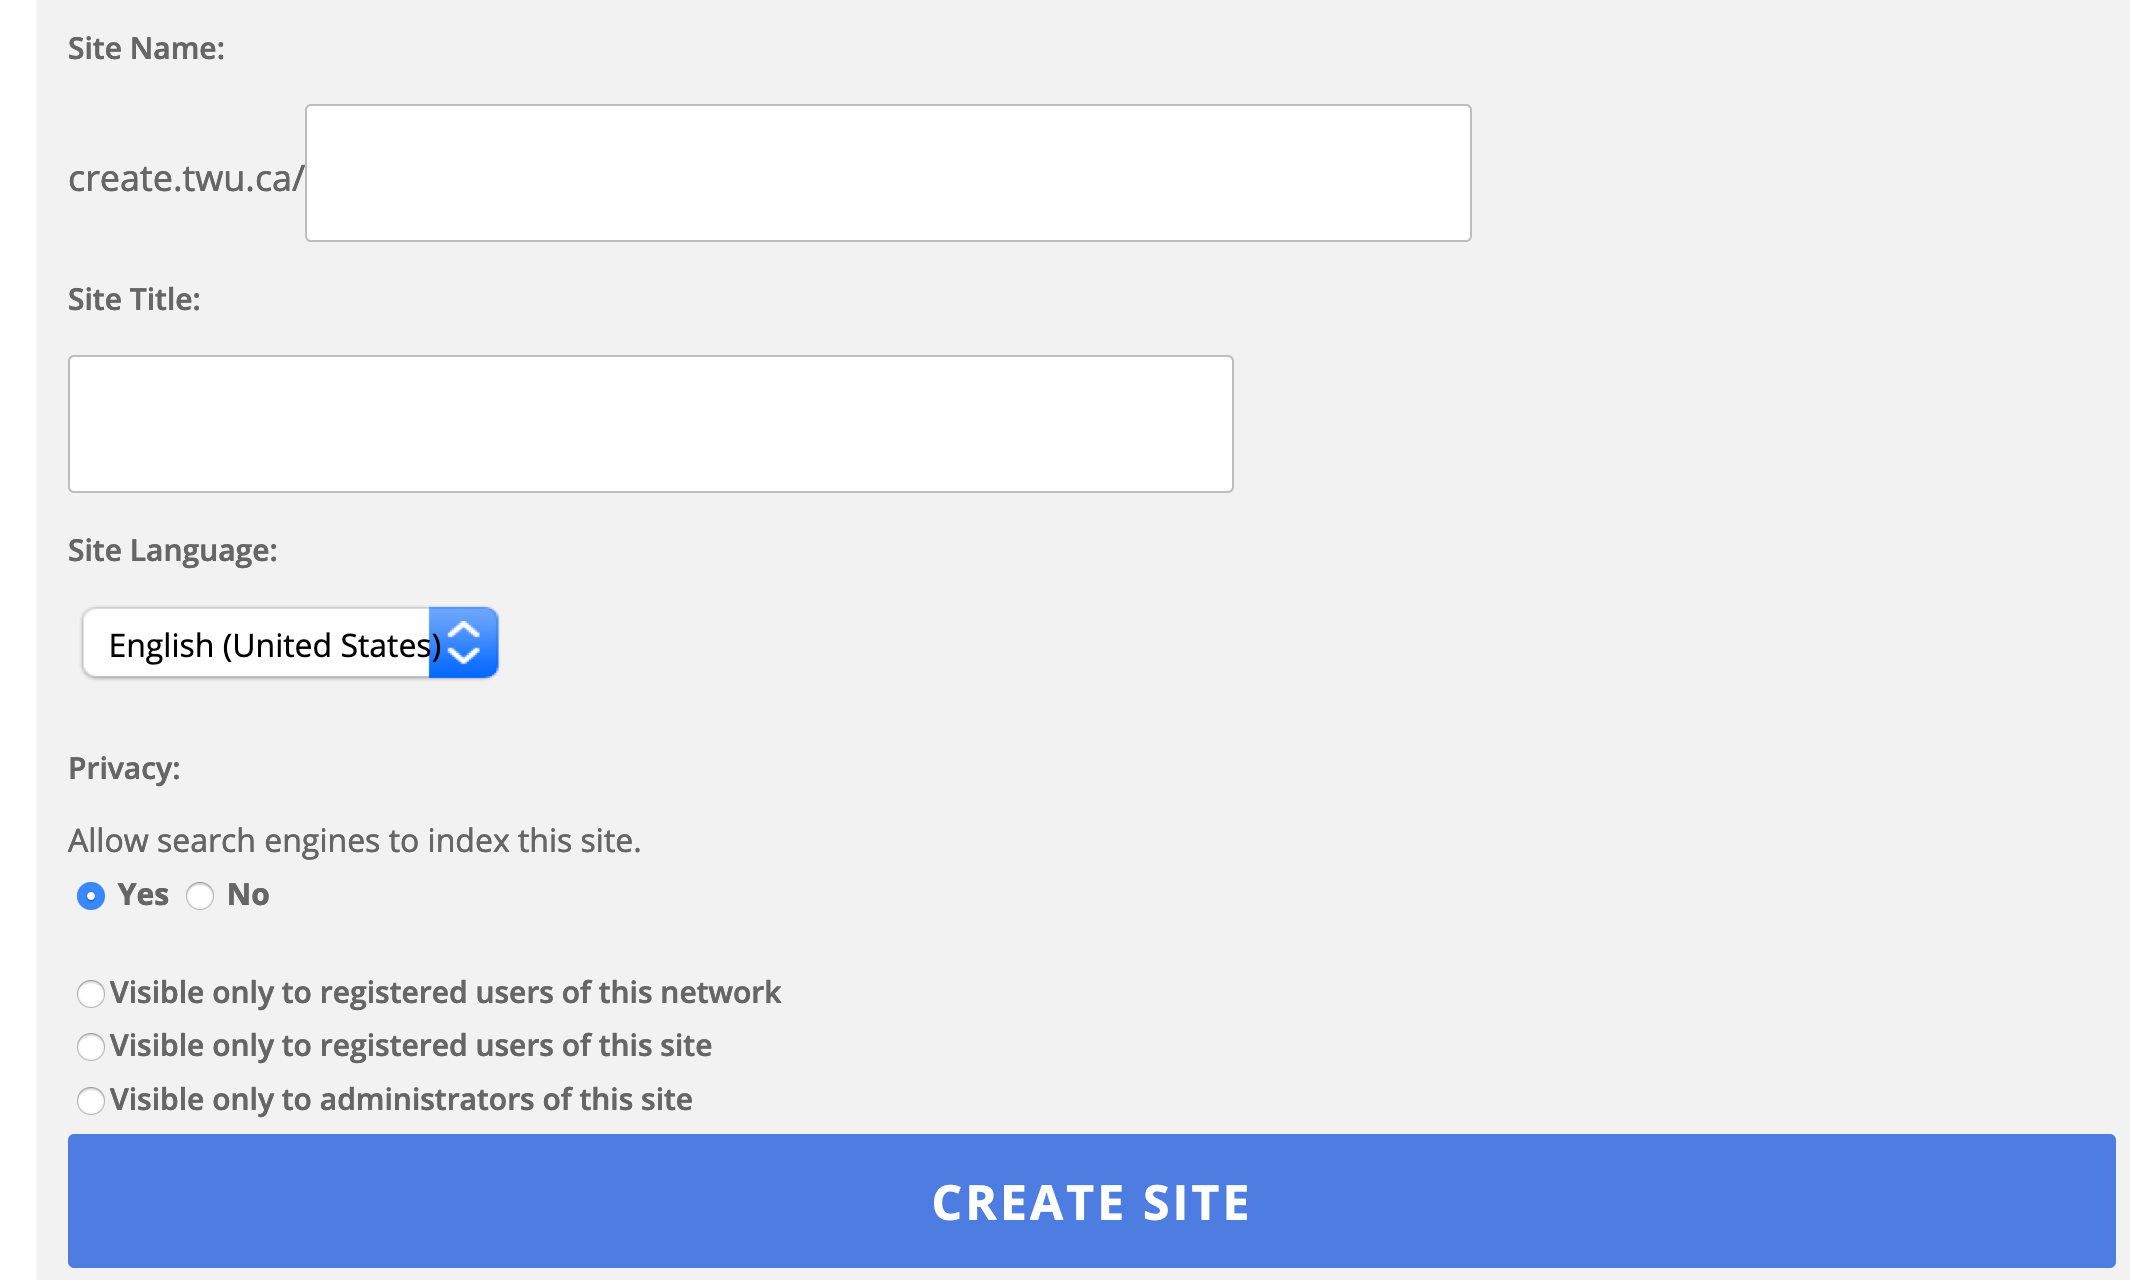 Site Name:
create.twu.ca/
Site Title:
Site Language:
English (United States)
Privacy:
Allow search engines to index this site.
Yes No
Visible only to registered users of this network
Visible only to registered users of this site
Visible only to administrators of this site
CREATE SITE